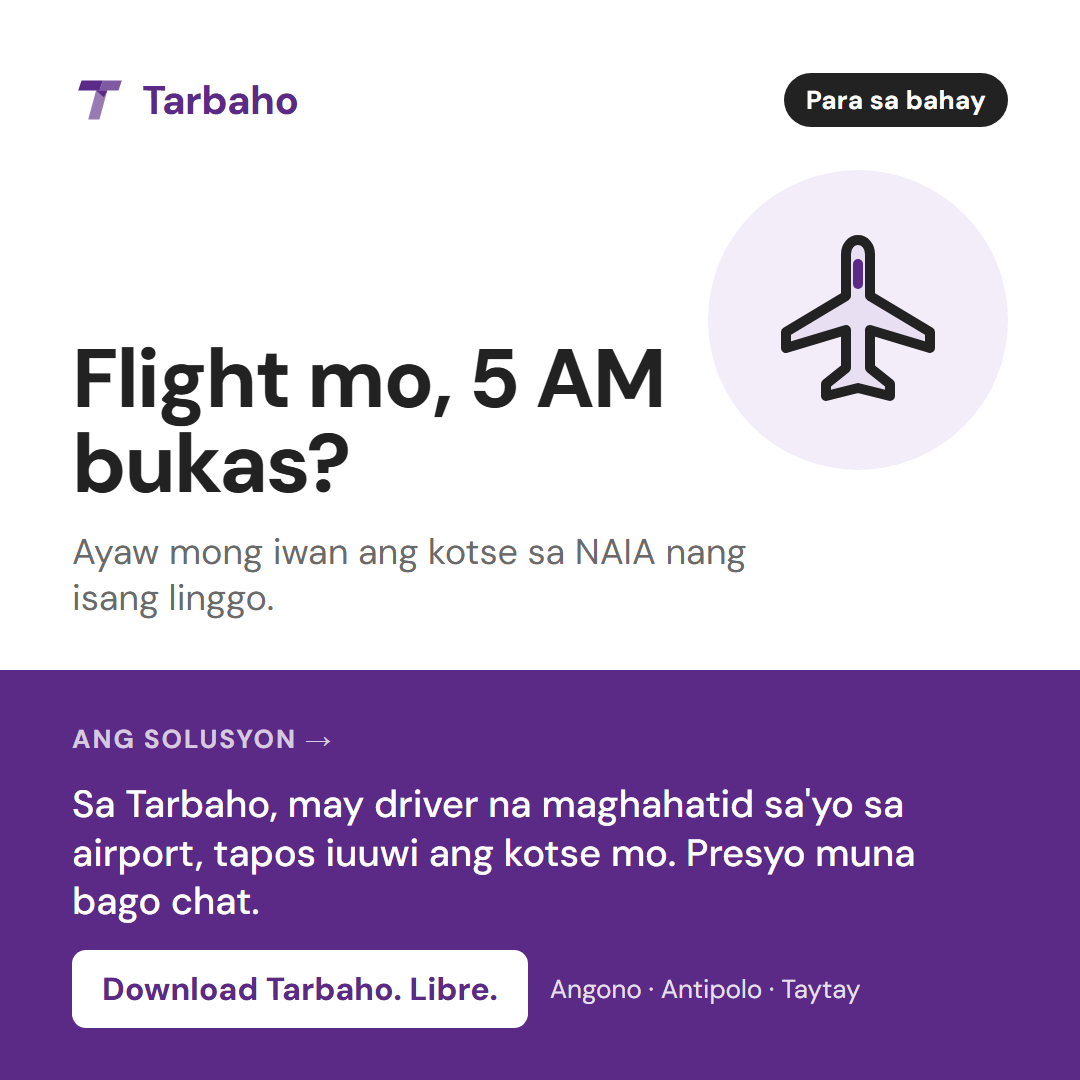 Tarbaho
Para sa bahay
Flight mo, 5 AM
bukas?
Ayaw mong iwan ang kotse sa NAIA nang
isang linggo.
ANG SOLUSYON →
Sa Tarbaho, may driver na maghahatid sa'yo sa
airport, tapos iuuwi ang kotse mo. Presyo muna
bago chat.
Download Tarbaho. Libre.
Angono · Antipolo · Taytay